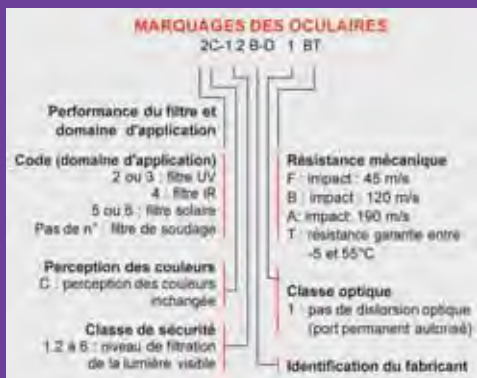 MARQUAGES DES OCULAIRES
2C-1 2 B-D 1 BT
Performance du filtre et
domaine d'application
Code (domaine d'application)
2 ou 3 : filtre UV
4 : filtre IR
5 ou 6 : filtre solaire
Pas de n° filtre de soudage
Perception des couleurs
C : perception des couleurs
inchangée
Classe de sécurité
1.2 à 6 : niveau de filtration
de la lumière visible
Résistance mécanique
F : impact : 45 m/s
B : impact : 120 m/s
A: impact: 190 m/s
T : résistance garantie entre
-5 et 55°C
Classe optique
1 : pas de distorsion optique
(port permanent autorisé)
Identification du fabricant